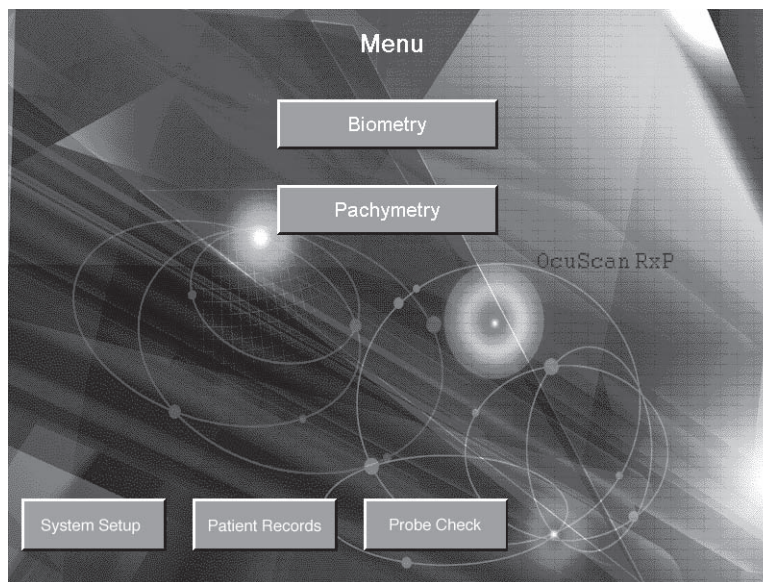 Menu
Biometry
Pachymetry
OcuScan RxP
System Setup
Patient Records
Probe Check